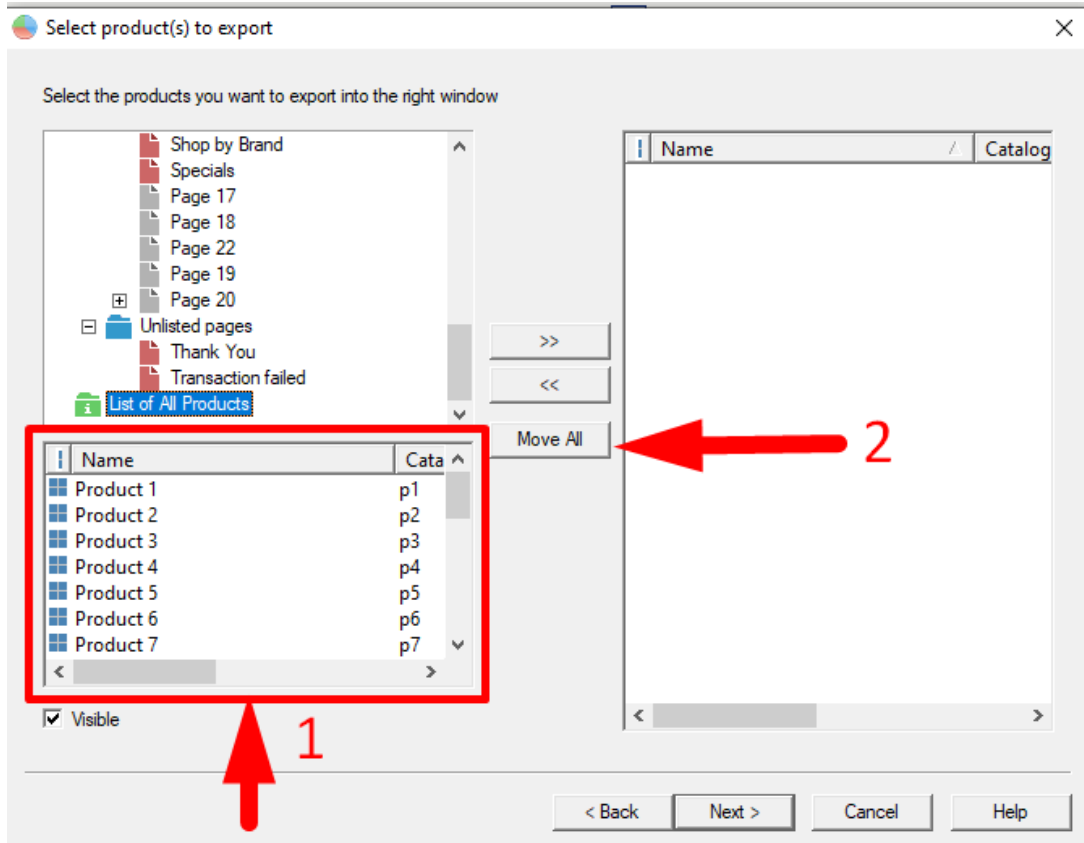 Select product(s) to export
Select the products you want to export into the right window
Shop by Brand
Specials
Page 17
Page 18
Page 22
Page 19
Page 20
Unlisted pages
Thank You
Transaction failed
List of All Products
Name Cata
Product 1 p1
Product 2 p2
Product 3 p3
Product 4 p4
Product 5 p5
Product 6 p6
Product 7 p7
Visible
1
>>
<<
Move All
2
Name Catalog
< Back Next > Cancel Help